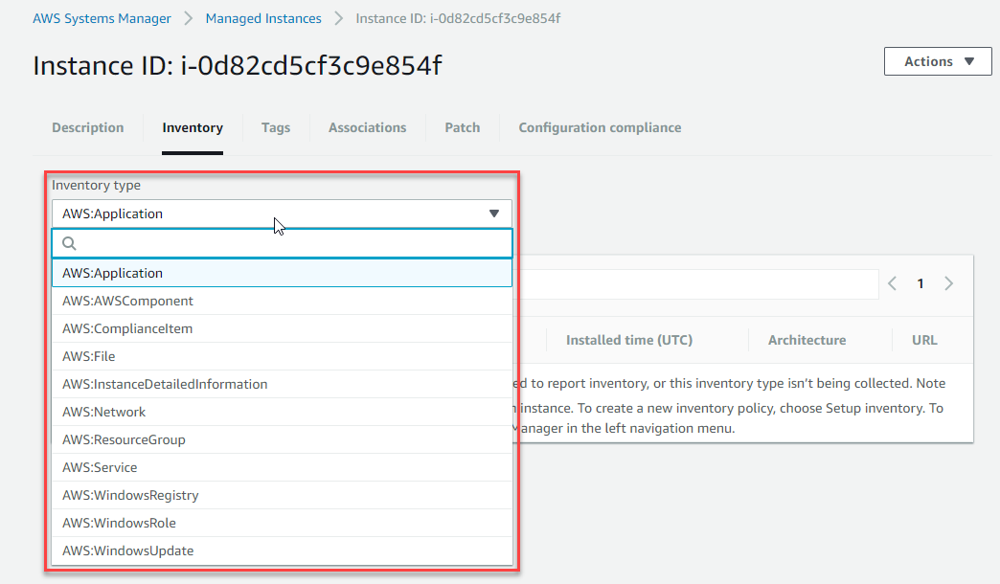 AWS Systems Manager > Managed Instances > Instance ID: i-0d82cd5cf3c9e854f
Instance ID: i-0d82cd5cf3c9e854f
Actions
Description Inventory Tags Associations Patch Configuration compliance
Inventory type
AWS:Application
AWS:Application
1
AWS:AWSComponent
AWS:ComplianceItem
Installed time (UTC) Architecture URL
AWS:File
AWS:InstanceDetailedInformation
ed to report inventory, or this inventory type isn't being collected. Note
AWS:Network
instance. To create a new inventory policy, choose Setup inventory. To
Manager in the left navigation menu.
AWS:ResourceGroup
AWS:Service
AWS:WindowsRegistry
AWS:WindowsRole
AWS:WindowsUpdate